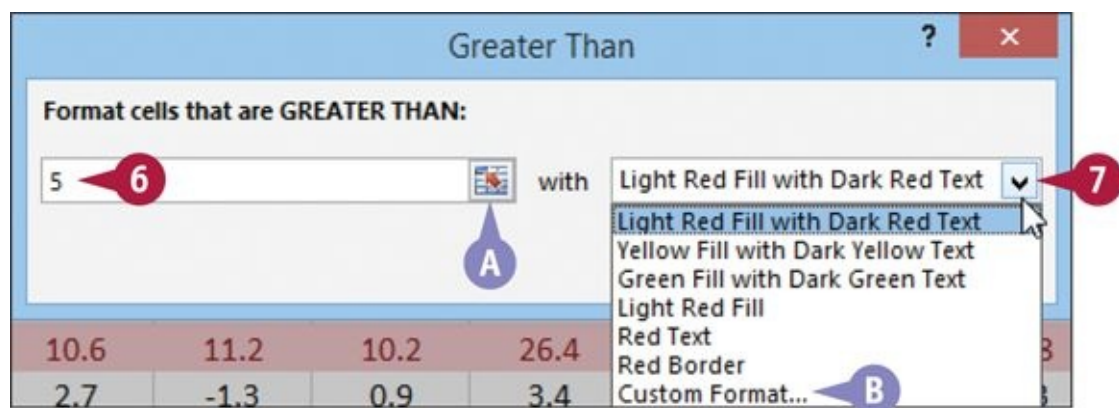 Greater Than ? ×
Format cells that are GREATER THAN:
5 6 with Light Red Fill with Dark Red Text 7
A
Light Red Fill with Dark Red Text
Yellow Fill with Dark Yellow Text
Green Fill with Dark Green Text
Light Red Fill
Red Text
Red Border
Custom Format... B
10.6 11.2 10.2 26.4
2.7 -1.3 0.9 3.4